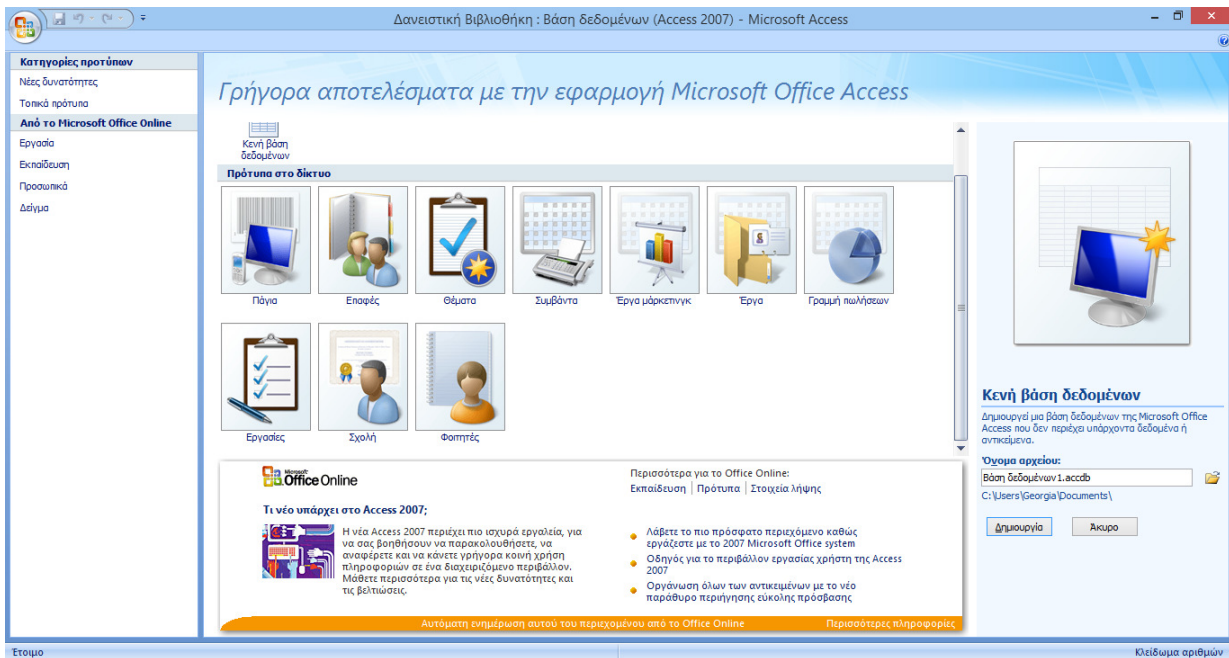 Δανειστική Βιβλιοθήκη : Βάση δεδομένων (Access 2007) - Microsoft Access
Κατηγορίες προτύπων
Νέες δυνατότητες
Τοπικά πρότυπα
Από το Microsoft Office Online
Εργασία
Εκπαίδευση
Προσωπικά
Δείγμα
Γρήγορα αποτελέσματα με την εφαρμογή Microsoft Office Access
Κενή βάση
δεδομένων
Πρότυπα στο δίκτυο
Πάγια
Επαφές
Θέματα
Συμβάντα
Έργα μάρκετινγκ
Έργα
Γραμμή πωλήσεων
Εργασίες
Σχολή
Φοιτητές
Microsoft
Office Online
Τι νέο υπάρχει στο Access 2007;
Η νέα Access 2007 περιέχει πιο ισχυρά εργαλεία, για
να σας βοηθήσουν να παρακολουθήσετε, να
αναφέρετε και να κάνετε γρήγορα κοινή χρήση
πληροφοριών σε ένα διαχειριζόμενο περιβάλλον.
Μάθετε περισσότερα για τις νέες δυνατότητες και
τις βελτιώσεις.
Περισσότερα για το Office Online:
Εκπαίδευση | Πρότυπα | Στοιχεία λήψης
Λάβετε το πιο πρόσφατο περιεχόμενο καθώς
εργάζεστε με το 2007 Microsoft Office system
Οδηγός για το περιβάλλον εργασίας χρήστη της Access
2007
Οργάνωση όλων των αντικειμένων με το νέο
παράθυρο περιήγησης εύκολης πρόσβασης
Αυτόματη ενημέρωση αυτού του περιεχομένου από το Office Online
Περισσότερες πληροφορίες
Κενή βάση δεδομένων
Δημιουργεί μια βάση δεδομένων της Microsoft Office
Access που δεν περιέχει υπάρχοντα δεδομένα ή
αντικείμενα.
Όνομα αρχείου:
Βάση δεδομένων1.accdb
C:\Users\Georgia\Documents\
Δημιουργία
Άκυρο
Έτοιμο
Κλείδωμα αριθμών